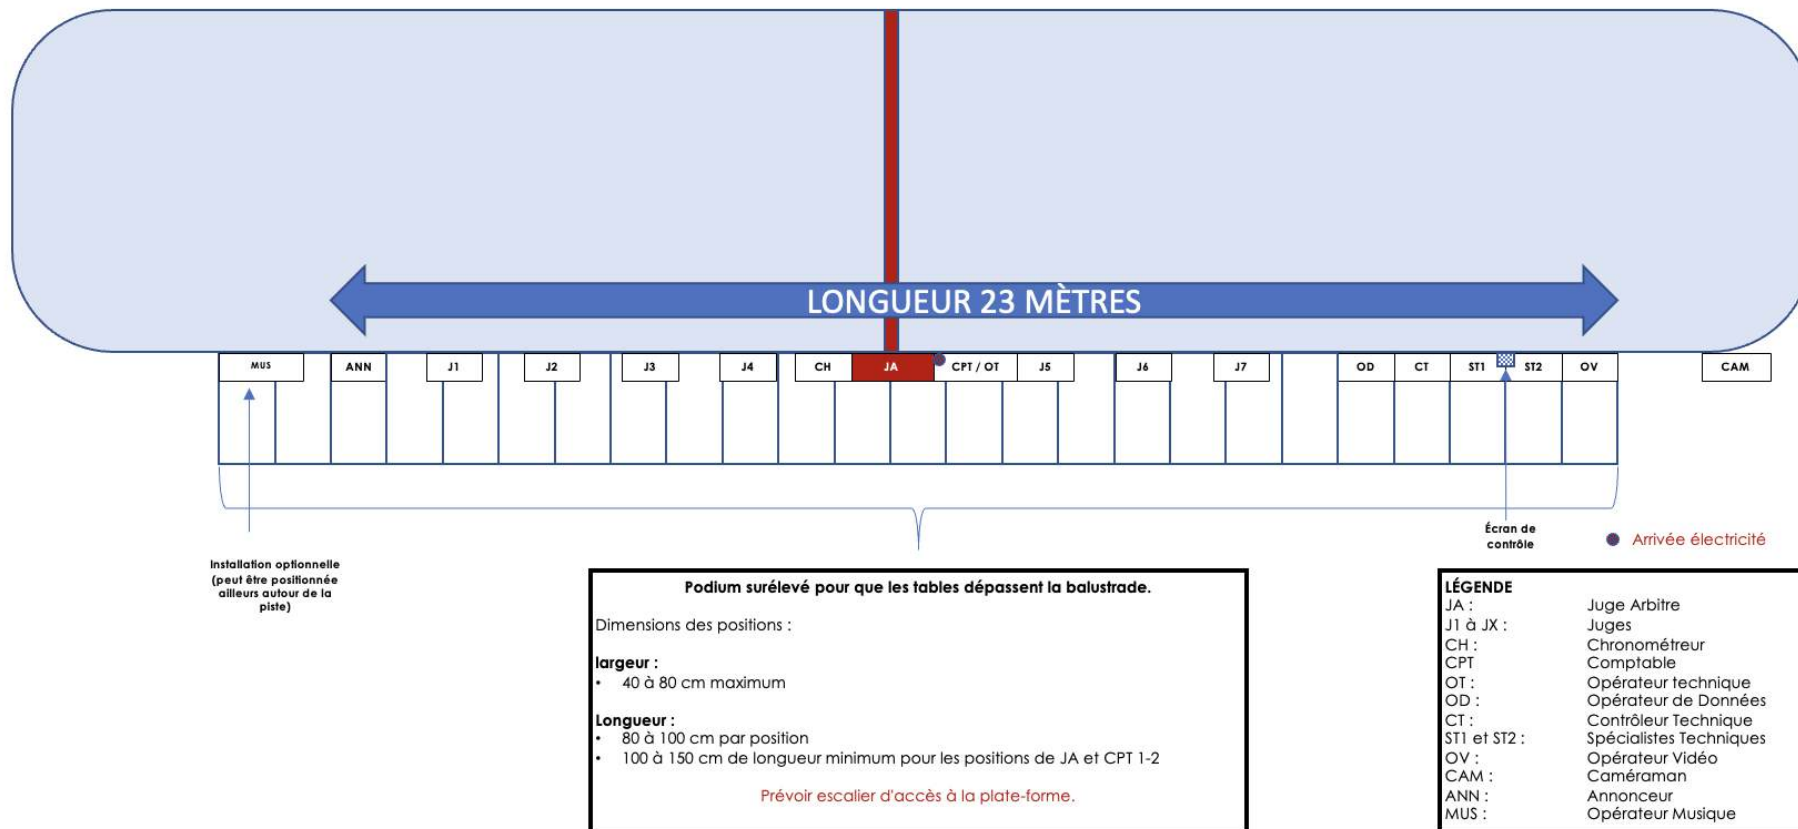 LONGUEUR 23 MÈTRES
MUS
ANN
J1
J2
J3
J4
CH
JA
CPT / OT
J5
J6
J7
OD
CT
ST1
ST2
OV
CAM
Installation optionnelle
(peut être positionnée
ailleurs autour de la
piste)
Écran de
contrôle
Arrivée électricité
Podium surélevé pour que les tables dépassent la balustrade.
Dimensions des positions :
largeur :
• 40 à 80 cm maximum
Longueur :
• 80 à 100 cm par position
• 100 à 150 cm de longueur minimum pour les positions de JA et CPT 1-2
Prévoir escalier d'accès à la plate-forme.
LÉGENDE
JA : Juge Arbitre
J1 à JX : Juges
CH : Chronométreur
CPT Comptable
OT : Opérateur technique
OD : Opérateur de Données
CT : Contrôleur Technique
ST1 et ST2 : Spécialistes Techniques
OV : Opérateur Vidéo
CAM : Caméraman
ANN : Annonceur
MUS : Opérateur Musique